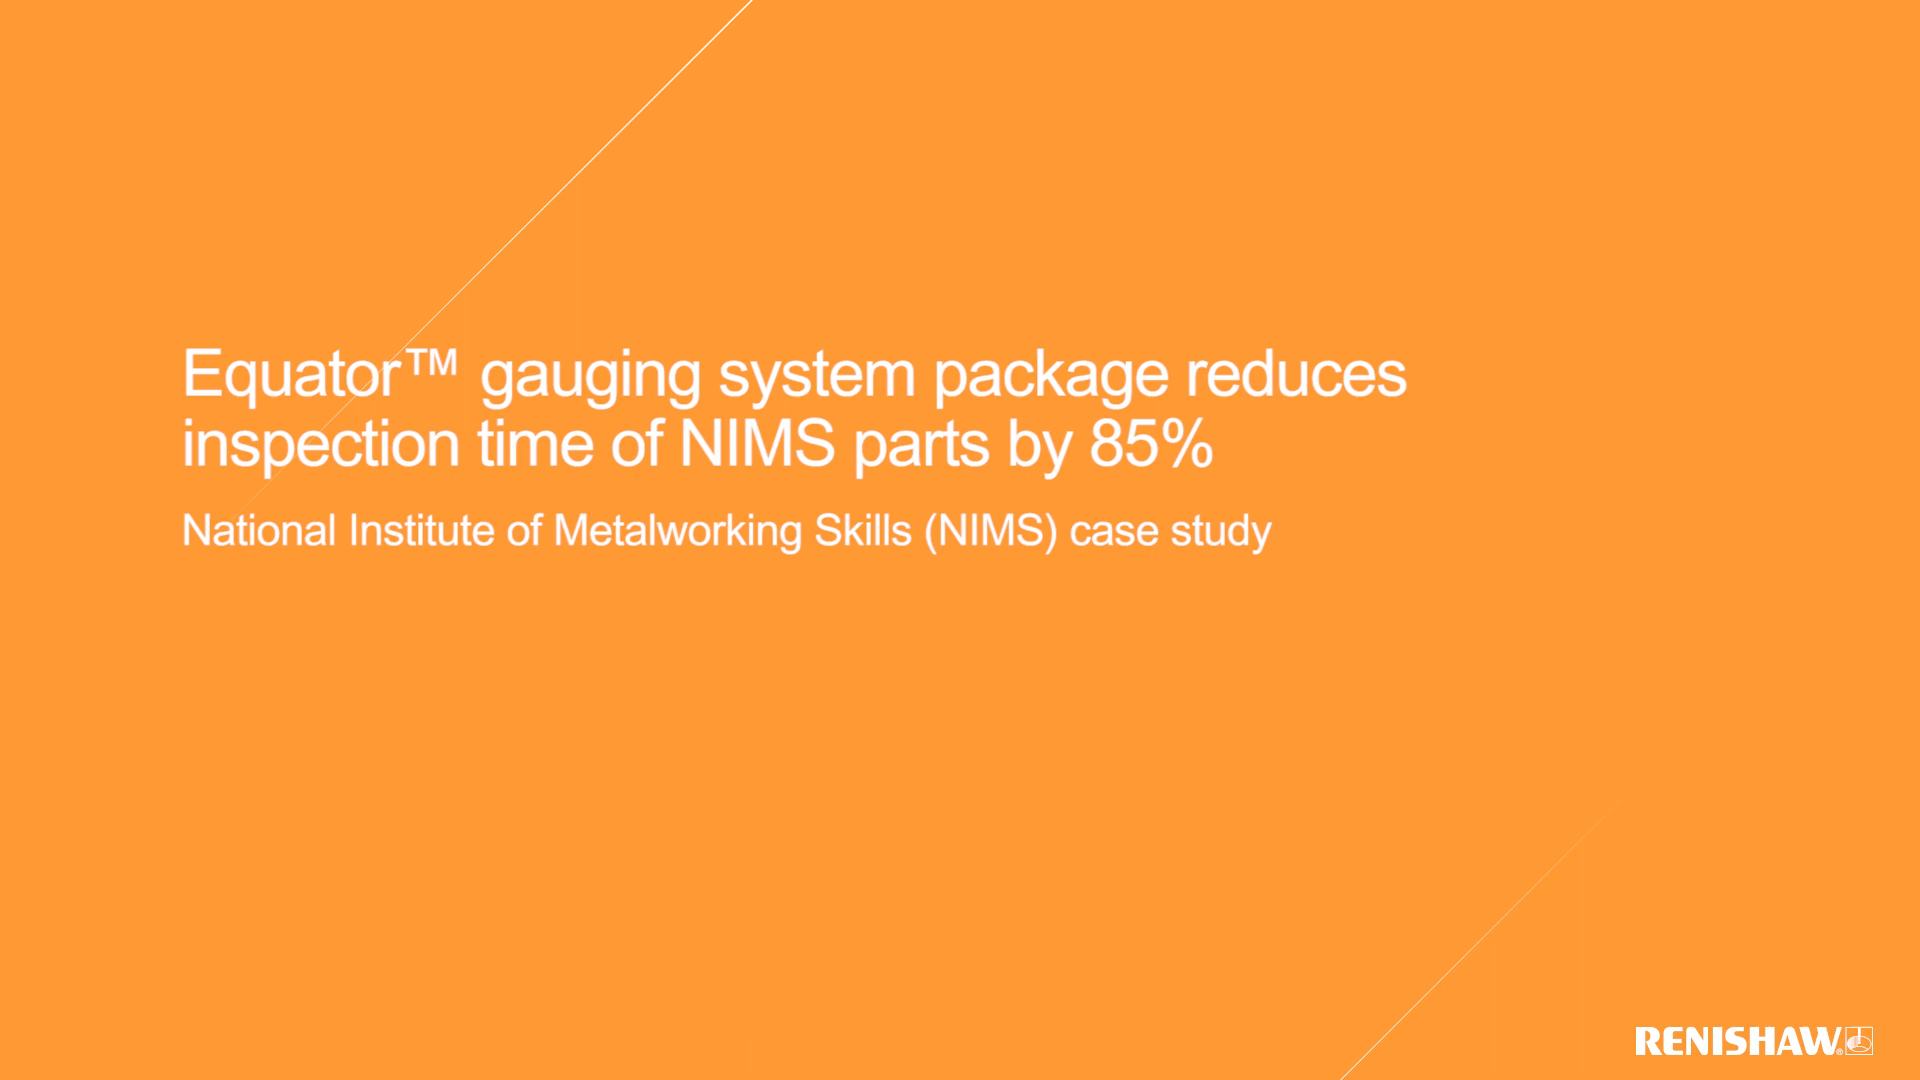 Equator™ gauging system package reduces
inspection time of NIMS parts by 85%
National Institute of Metalworking Skills (NIMS) case study
RENISHAW®